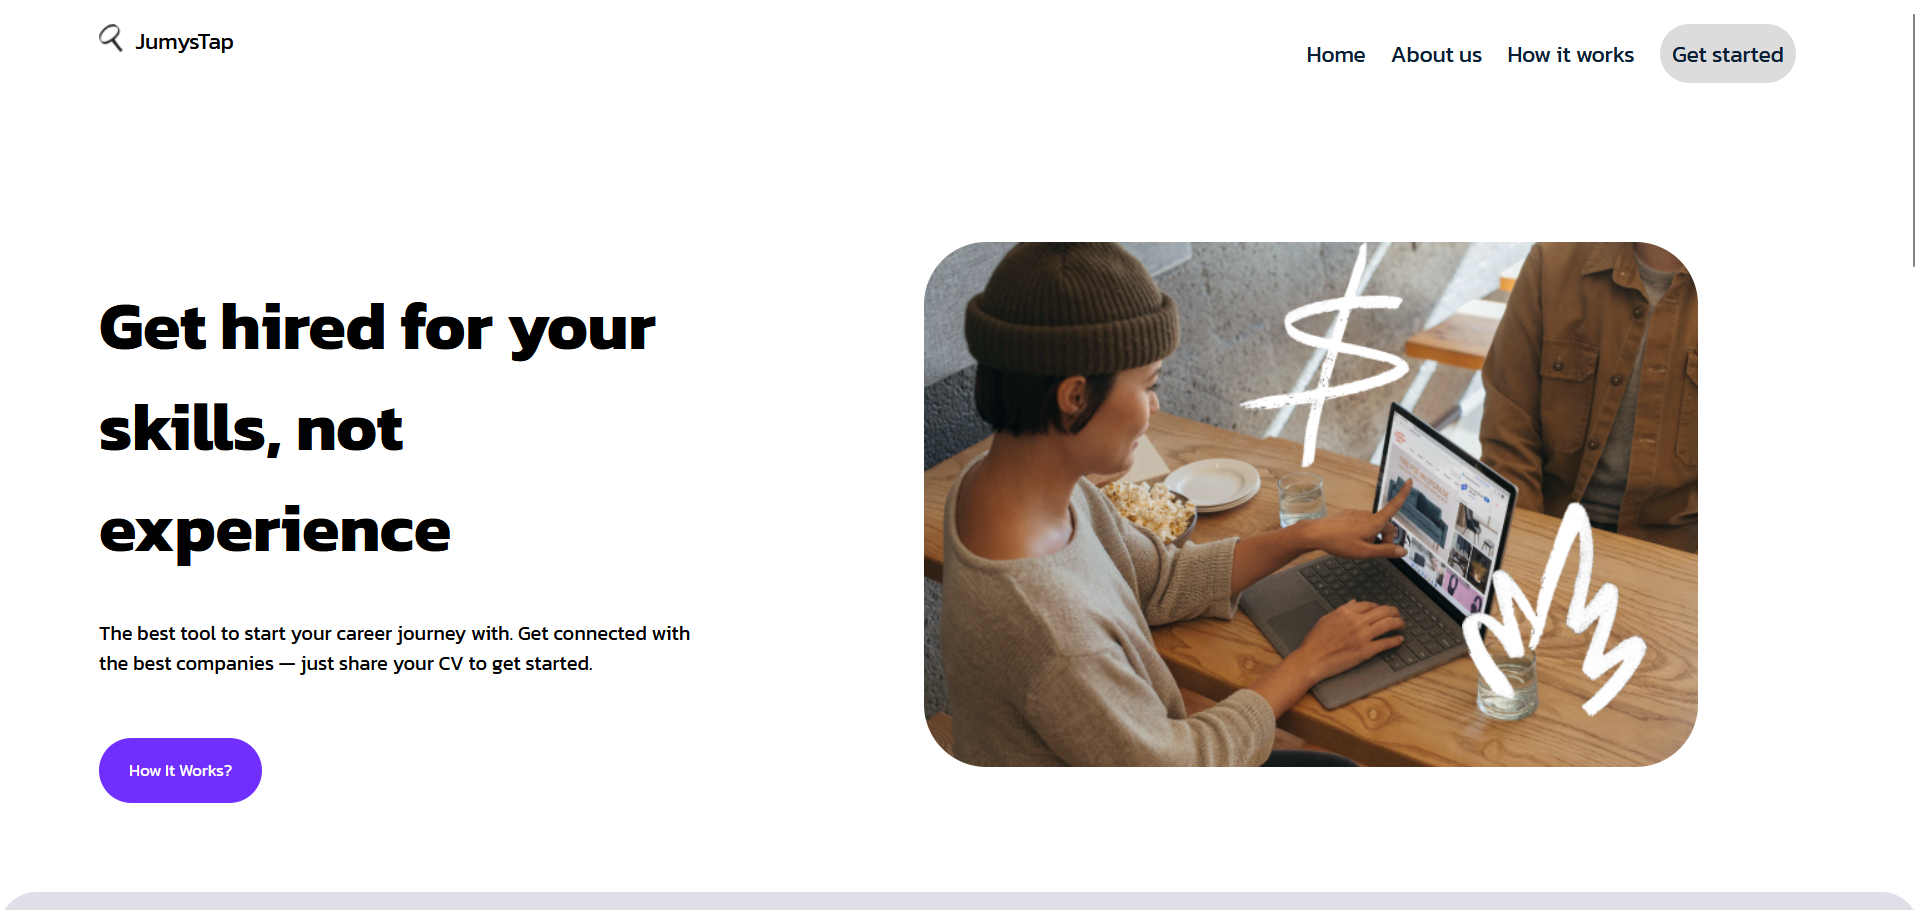 JumysTap
Home About us How it works Get started
Get hired for your
skills, not
experience
The best tool to start your career journey with. Get connected with
the best companies — just share your CV to get started.
How It Works?
$